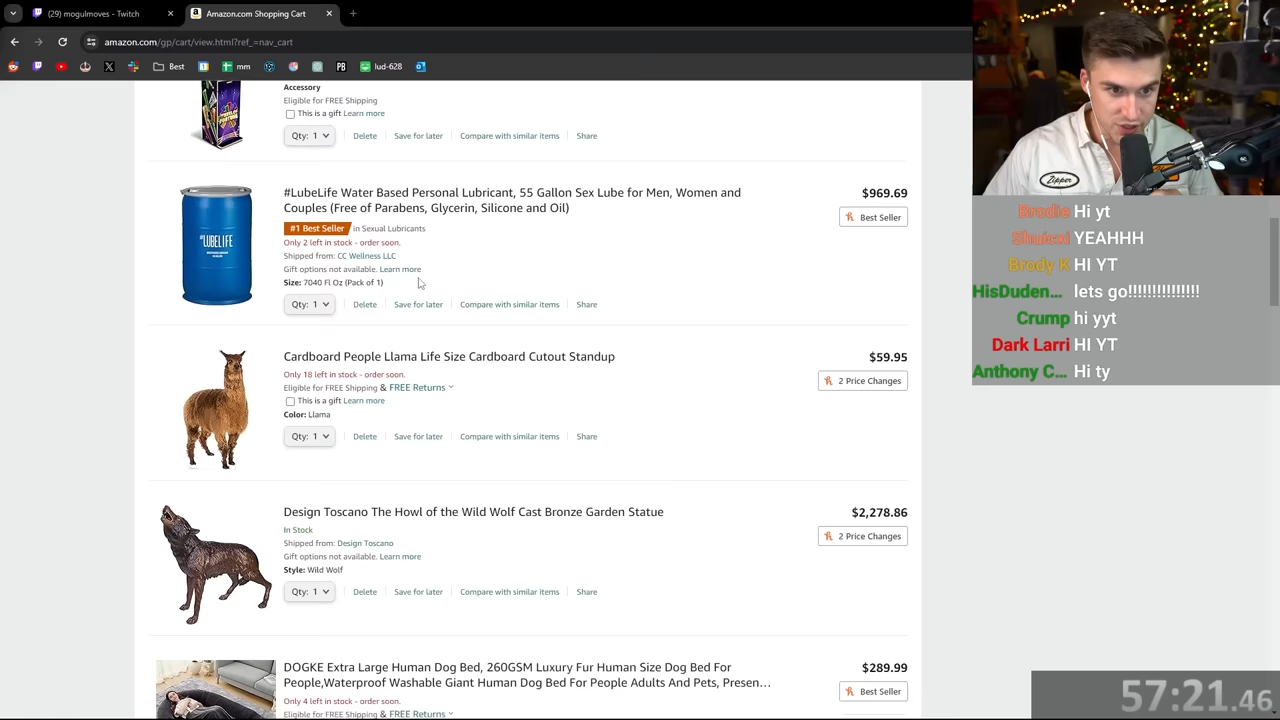 (29) mogulmoves - Twitch
Amazon.com Shopping Cart
amazon.com/gp/cart/view.html?ref_=nav_cart
Best
mm
PB
lud-628
Accessory
Eligible for FREE Shipping
This is a gift Learn more
Qty: 1 Delete Save for later Compare with similar items Share
#LubeLife Water Based Personal Lubricant, 55 Gallon Sex Lube for Men, Women and $969.69
Couples (Free of Parabens, Glycerin, Silicone and Oil)
Best Seller
#1 Best Seller in Sexual Lubricants
Only 2 left in stock - order soon.
Shipped from: CC Wellness LLC
Gift options not available. Learn more
Size: 7040 Fl Oz (Pack of 1)
Qty: 1 Delete Save for later Compare with similar items Share
#LUBELIFE
Cardboard People Llama Life Size Cardboard Cutout Standup $59.95
Only 18 left in stock - order soon.
2 Price Changes
Eligible for FREE Shipping & FREE Returns
This is a gift Learn more
Color: Llama
Qty: 1 Delete Save for later Compare with similar items Share
Design Toscano The Howl of the Wild Wolf Cast Bronze Garden Statue $2,278.86
In Stock
2 Price Changes
Shipped from: Design Toscano
Gift options not available. Learn more
Style: Wild Wolf
Qty: 1 Delete Save for later Compare with similar items Share
DOGKE Extra Large Human Dog Bed, 260GSM Luxury Fur Human Size Dog Bed For $289.99
People,Waterproof Washable Giant Human Dog Bed For People Adults And Pets, Presen…
Best Seller
Only 4 left in stock - order soon.
Eligible for FREE Shipping & FREE Returns
Zipper
Brodie Hi yt
Shuicxi YEAHHH
Brody K HI YT
HisDuden... lets go!!!!!!!!!!!!!!
Crump hi yyt
Dark Larri HI YT
Anthony C... Hi ty
57:21.46